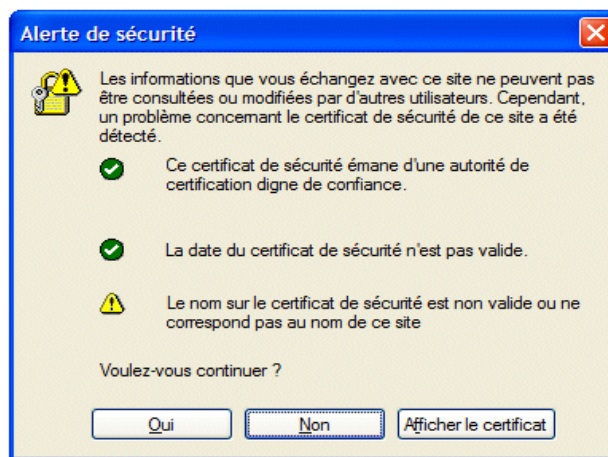 Alerte de sécurité
Les informations que vous échangez avec ce site ne peuvent pas
être consultées ou modifiées par d'autres utilisateurs. Cependant,
un problème concernant le certificat de sécurité de ce site a été
détecté.
Ce certificat de sécurité émane d'une autorité de
certification digne de confiance.
La date du certificat de sécurité n'est pas valide.
Le nom sur le certificat de sécurité est non valide ou ne
correspond pas au nom de ce site
Voulez-vous continuer ?
Oui Non Afficher le certificat